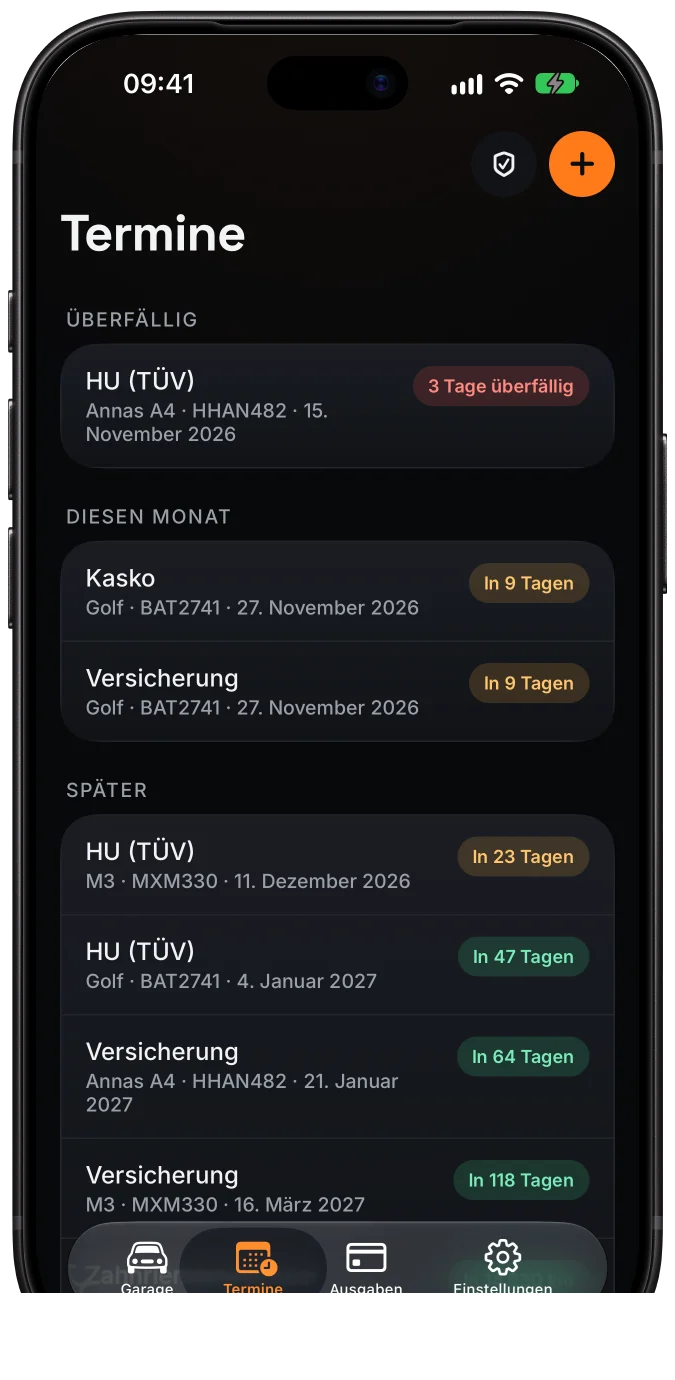 09:41
Termine
ÜBERFÄLLIG
HU (TÜV)
3 Tage überfällig
Annas A4 · HHAN482 · 15.
November 2026
DIESEN MONAT
Kasko
In 9 Tagen
Golf · BAT2741 · 27. November 2026
Versicherung
In 9 Tagen
Golf · BAT2741 · 27. November 2026
SPÄTER
HU (TÜV)
In 23 Tagen
M3 · MXM330 · 11. Dezember 2026
HU (TÜV)
In 47 Tagen
Golf · BAT2741 · 4. Januar 2027
Versicherung
In 64 Tagen
Annas A4 · HHAN482 · 21. Januar
2027
Versicherung
In 118 Tagen
M3 · MXM330 · 16. März 2027
Garage
Termine
Ausgaben
Einstellungen